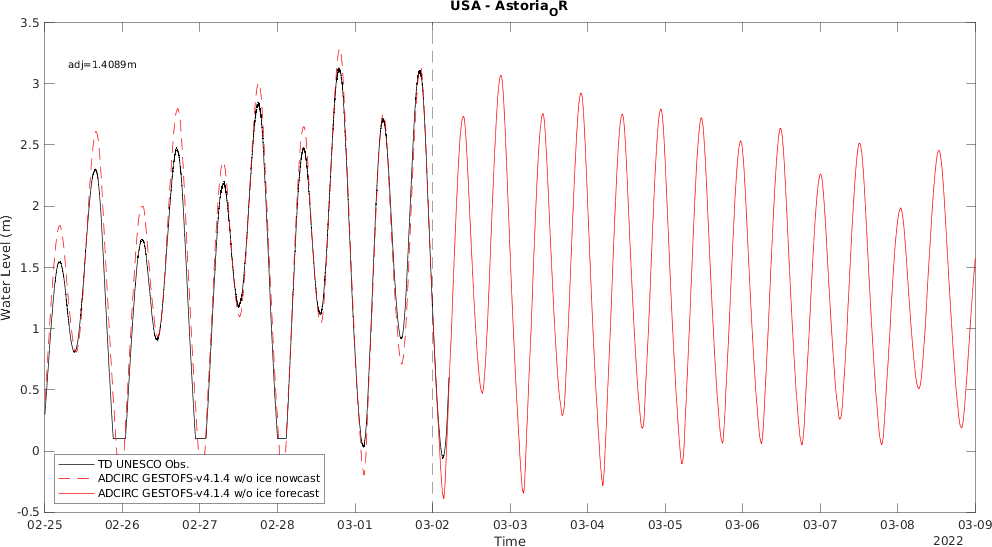 USA - Astoria_OR
3.5
adj=1.4089m
3
2.5
2
1.5
1
0.5
0
-0.5
Water Level (m)
TD UNESCO Obs.
ADCIRC GESTOFS-v4.1.4 w/o ice nowcast
ADCIRC GESTOFS-v4.1.4 w/o ice forecast
02-25 02-26 02-27 02-28 03-01 03-02 03-03 03-04 03-05 03-06 03-07 03-08 03-09
Time
2022